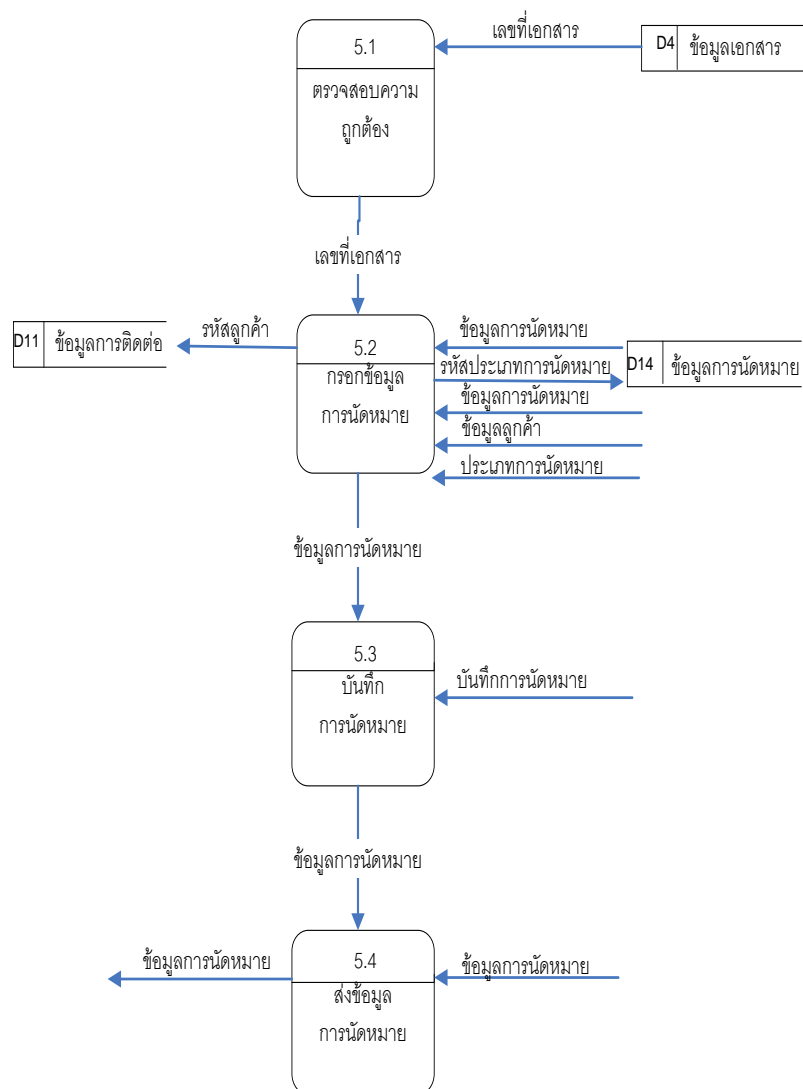 5.1
เลขที่เอกสาร
D4
ข้อมูลเอกสาร
ตรวจสอบความ
ถูกต้อง
เลขที่เอกสาร
D11
ข้อมูลการติดต่อ
รหัสลูกค้า
5.2
กรอกข้อมูล
การนัดหมาย
ข้อมูลการนัดหมาย
รหัสประเภทการนัดหมาย
D14
ข้อมูลการนัดหมาย
ข้อมูลการนัดหมาย
ข้อมูลลูกค้า
ประเภทการนัดหมาย
ข้อมูลการนัดหมาย
5.3
บันทึก
การนัดหมาย
บันทึกการนัดหมาย
ข้อมูลการนัดหมาย
ข้อมูลการนัดหมาย
5.4
ส่งข้อมูล
การนัดหมาย
ข้อมูลการนัดหมาย